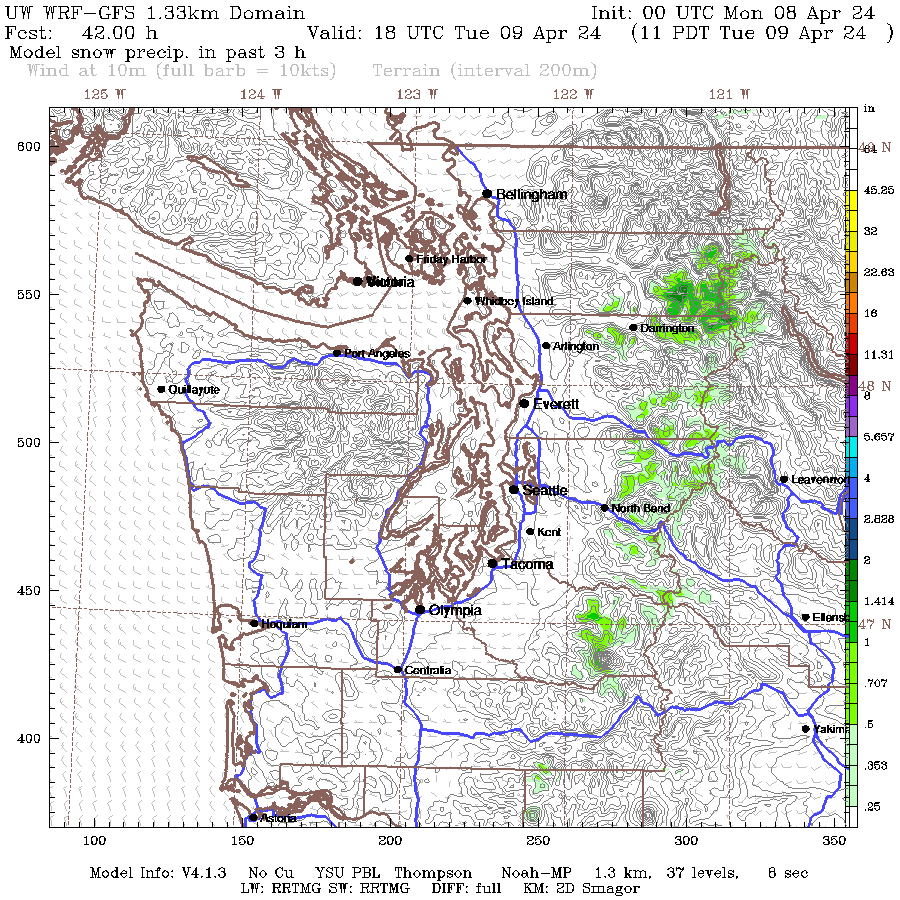 UW WRF-GFS 1.33km Domain Init: 00 UTC Mon 08 Apr 24
Fcst: 42.00 h Valid: 18 UTC Tue 09 Apr 24 (11 PDT Tue 09 Apr 24 )
Model snow precip. in past 3 h
Wind at 10m (full barb = 10kts) Terrain (interval 200m)
125 W 124 W 123 W 122 W 121 W
in
600
64
N
Bellingham
45.25
32
Friday Harbor
22.63
Victoria
550
Whidbey Island
16
Darrington
Arlington
Port Angeles
11.31
48 N
Quillayute
8
Everett
500
5.657
Leavenwor
4
Seattle
North Bend
2.828
Kent
2
Tacoma
450
1.414
Olympia
Ellens
Hoquiam
47 N
1
Centralia
.707
400
.5
Yakima
.353
.25
Astoria
100 150 200 250 300 350
Model Info: V4.1.3 No Cu YSU PBL Thompson Noah-MP 1.3 km, 37 levels, 8 sec
LW: RRTMG SW: RRTMG DIFF: full KM: 2D Smagor